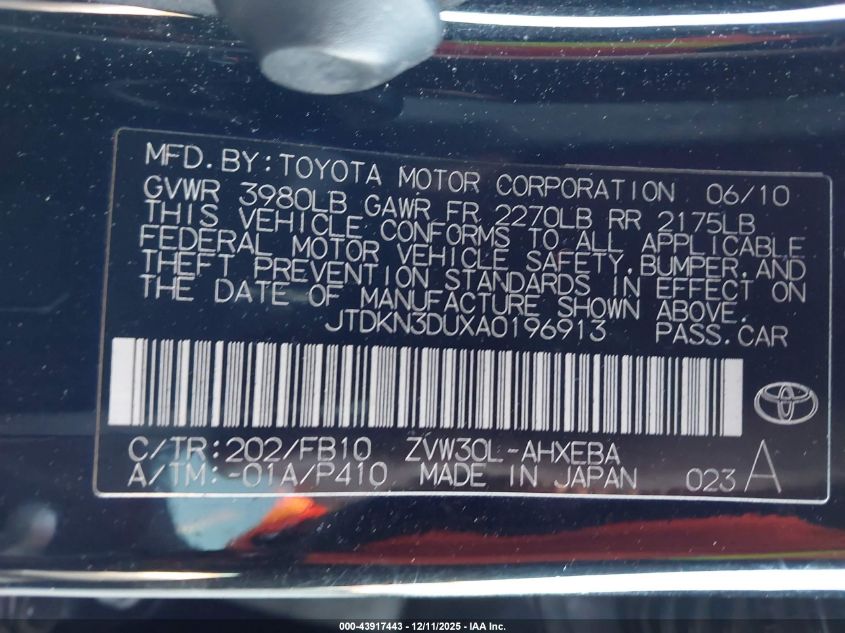 MFD. BY: TOYOTA MOTOR CORPORATION 06/10
GVWR 3980LB GAWR FR 2270LB RR 2175LB
THIS VEHICLE CONFORMS TO ALL APPLICABLE
FEDERAL MOTOR VEHICLE SAFETY, BUMPER, AND
THEFT PREVENTION STANDARDS IN EFFECT ON
THE DATE OF MANUFACTURE SHOWN ABOVE.
JTDKN3DUXA0196913 PASS.CAR
C/TR:202/FB10 ZVW30L-AHXEBA
A/TM:-01A/P410 MADE IN JAPAN 023 A
000-43917443 - 12/11/2025 - IAA Inc.